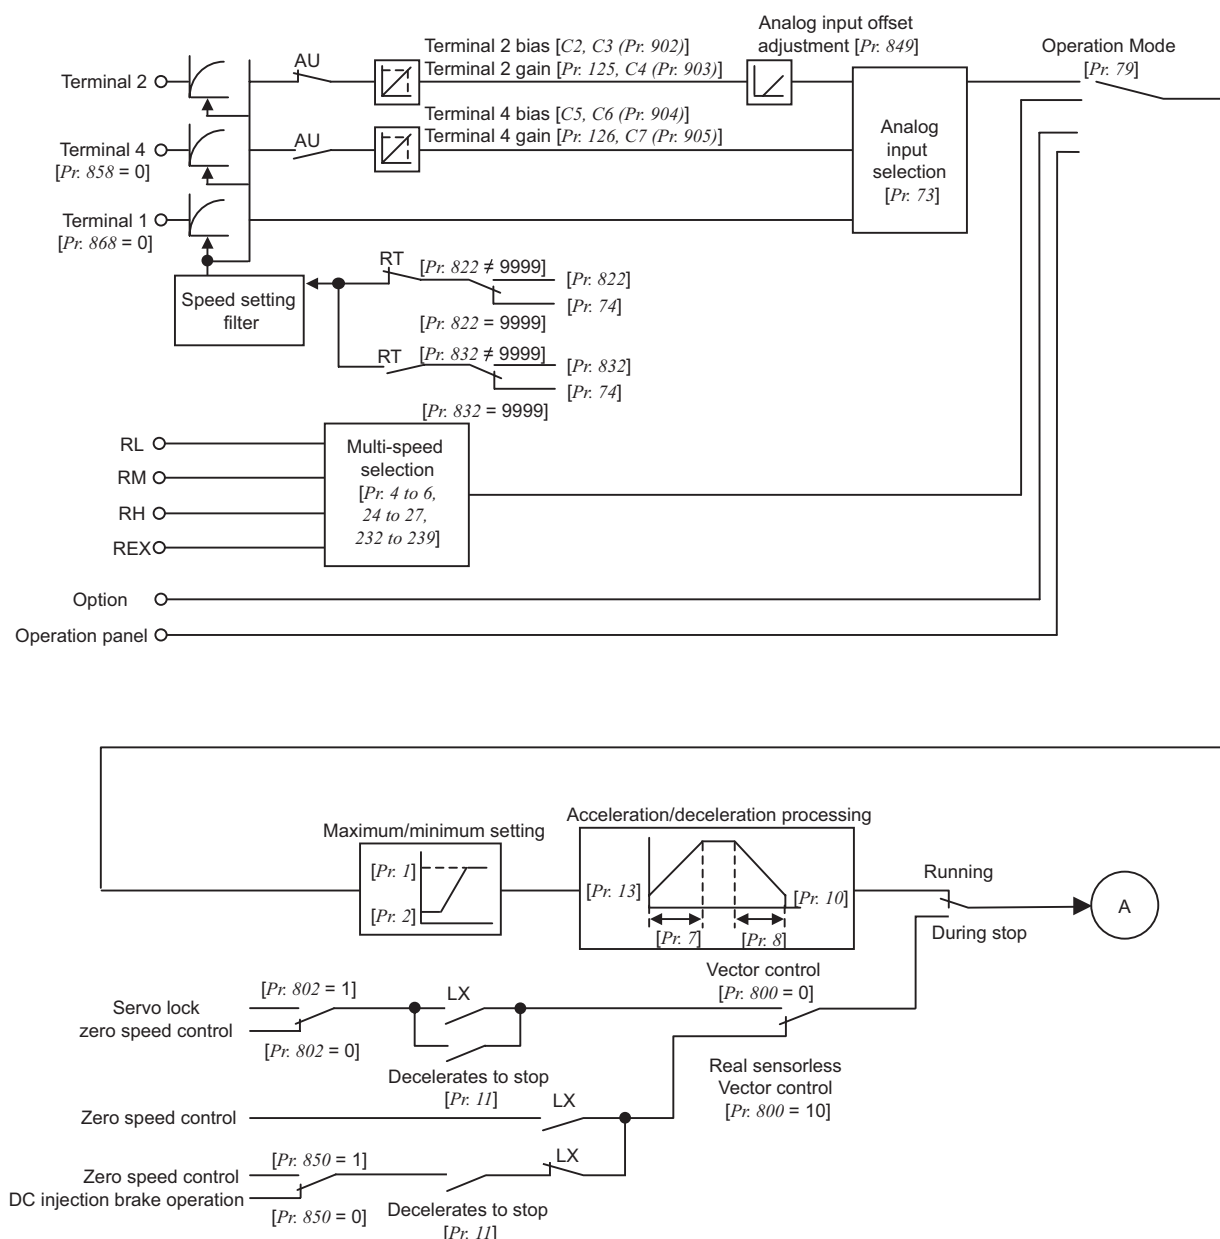 Analog input offset
adjustment [Pr. 849]
Operation Mode
[Pr. 79]
Terminal 2 bias [C2, C3 (Pr. 902)]
Terminal 2 gain [Pr. 125, C4 (Pr. 903)]
AU
Terminal 2
Terminal 4 bias [C5, C6 (Pr. 904)]
Terminal 4 gain [Pr. 126, C7 (Pr. 905)]
AU
Terminal 4
[Pr. 858 = 0]
Analog
input
selection
[Pr. 73]
Terminal 1
[Pr. 868 = 0]
Speed setting
filter
RT
[Pr. 822 ≠ 9999]
[Pr. 822]
[Pr. 74]
[Pr. 822 = 9999]
RT
[Pr. 832 ≠ 9999]
[Pr. 832]
[Pr. 74]
[Pr. 832 = 9999]
RL
RM
RH
REX
Multi-speed
selection
[Pr. 4 to 6,
24 to 27,
232 to 239]
Option
Operation panel
Maximum/minimum setting
[Pr. 1]
[Pr. 2]
Acceleration/deceleration processing
[Pr. 13]
[Pr. 10]
[Pr. 7]
[Pr. 8]
Running
During stop
A
Vector control
[Pr. 800 = 0]
Real sensorless
Vector control
[Pr. 800 = 10]
Servo lock
zero speed control
[Pr. 802 = 1]
[Pr. 802 = 0]
LX
Decelerates to stop
[Pr. 11]
Zero speed control
LX
Zero speed control
DC injection brake operation
[Pr. 850 = 1]
[Pr. 850 = 0]
LX
Decelerates to stop
[Pr. 11]